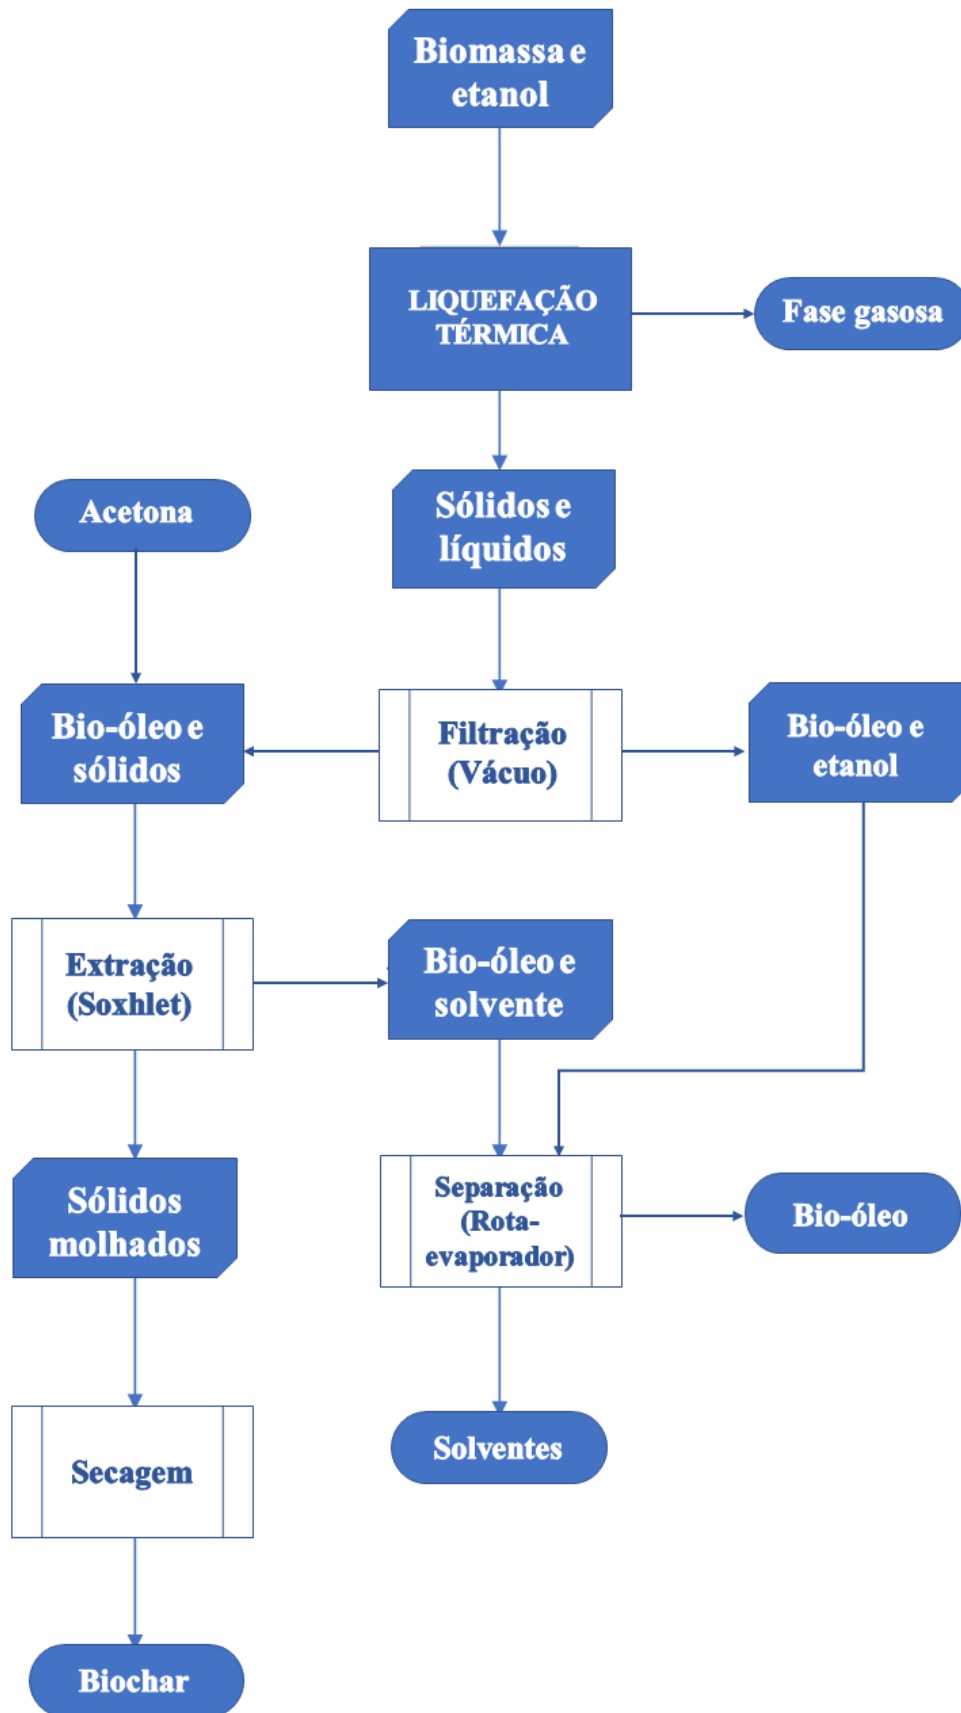 Biomassa e
etanol
LIQUEFAÇÃO
TÉRMICA
Fase gasosa
Sólidos e
líquidos
Acetona
Bio-óleo e
sólidos
Filtração
(Vácuo)
Bio-óleo e
etanol
Extração
(Soxhlet)
Bio-óleo e
solvente
Sólidos
molhados
Separação
(Rota-
evaporador)
Bio-óleo
Solventes
Secagem
Biochar